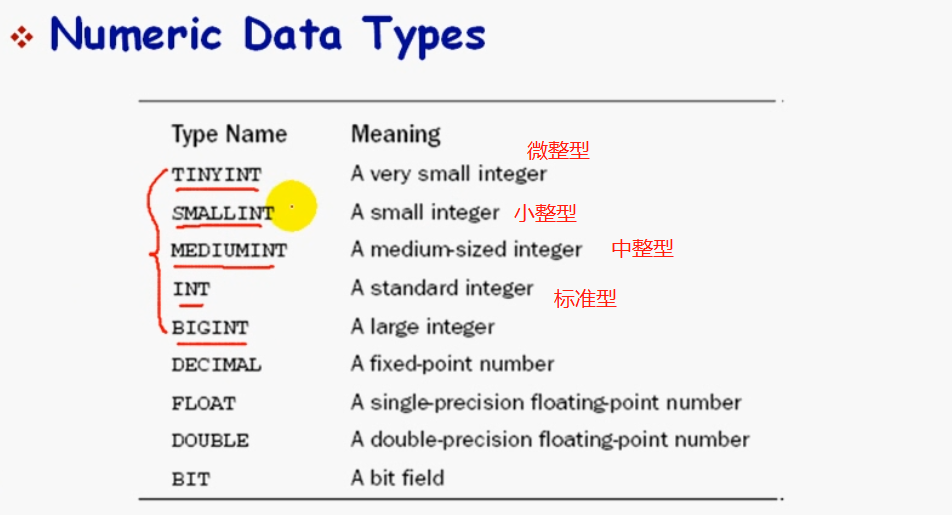 Numeric Data Types
Type Name Meaning
微整型
TINYINT A very small integer
SMALLINT A small integer 小整型
MEDIUMINT A medium-sized integer 中整型
INT A standard integer 标准型
BIGINT A large integer
DECIMAL A fixed-point number
FLOAT A single-precision floating-point number
DOUBLE A double-precision floating-point number
BIT A bit field